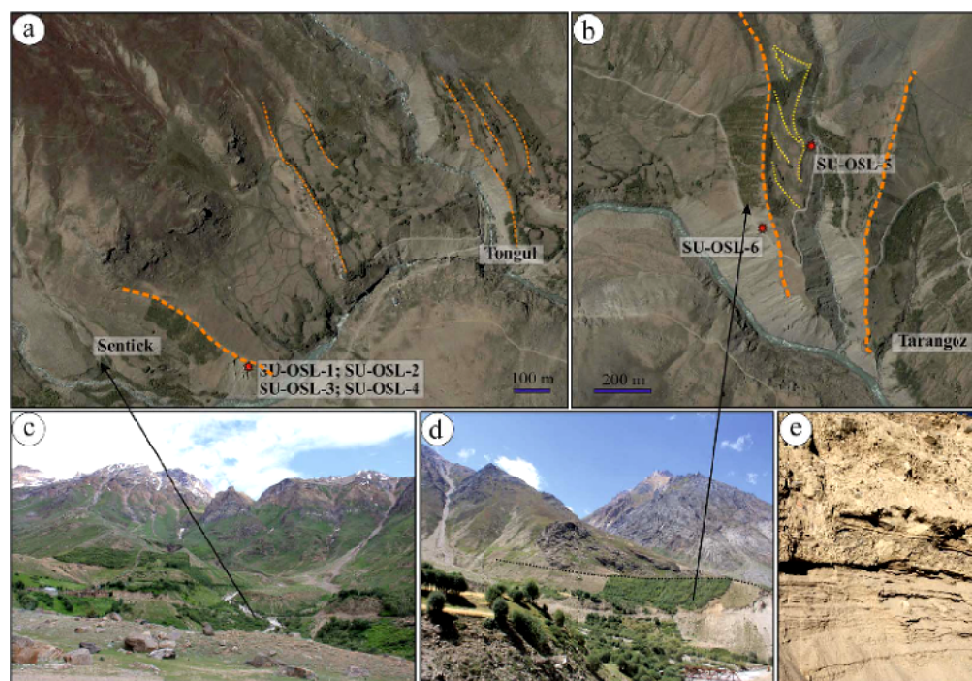 a
b
SU-OSL-5
SU-OSL-6
Tongul
Sentick
Tarangoz
SU-OSL-1; SU-OSL-2
SU-OSL-3; SU-OSL-4
100 m
200 m
c
d
e